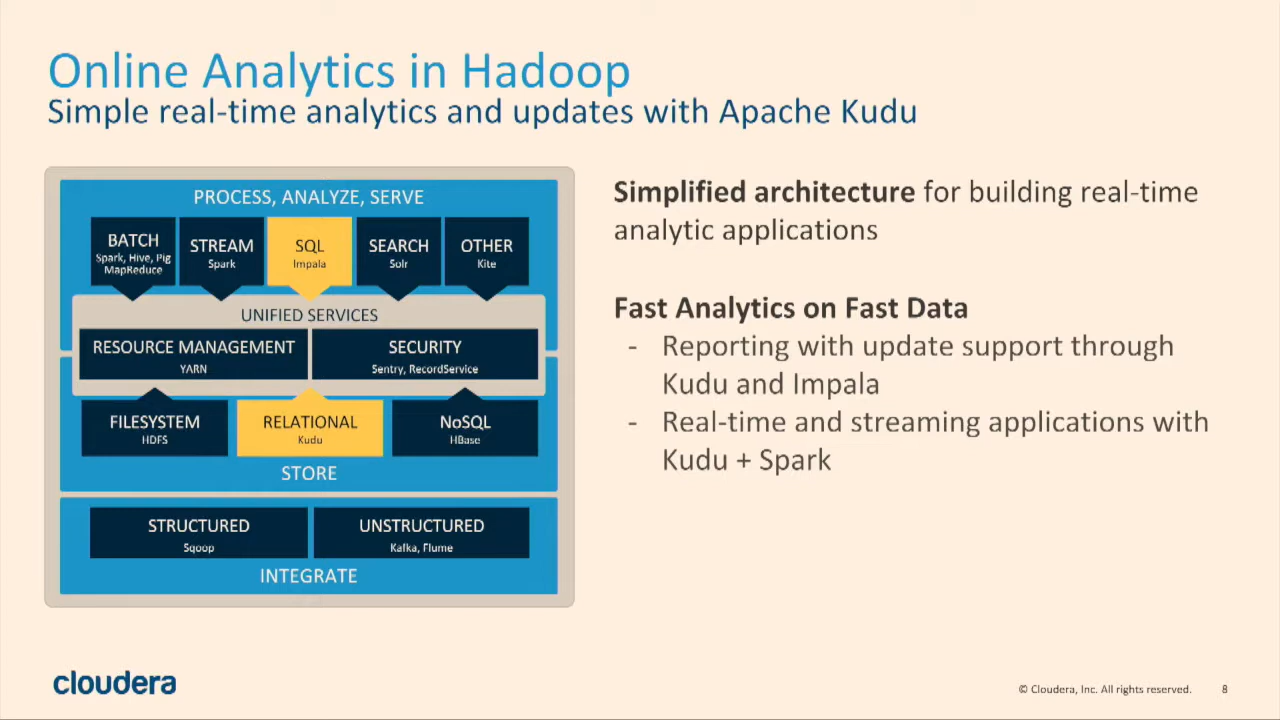 Online Analytics in Hadoop
Simple real-time analytics and updates with Apache Kudu
PROCESS, ANALYZE, SERVE
BATCH
Spark, Hive, Pig
MapReduce
STREAM
Spark
SQL
Impala
SEARCH
Solr
OTHER
Kite
UNIFIED SERVICES
RESOURCE MANAGEMENT
YARN
SECURITY
Sentry, RecordService
FILESYSTEM
HDFS
RELATIONAL
Kudu
NoSQL
HBase
STORE
STRUCTURED
Sqoop
UNSTRUCTURED
Kafka, Flume
INTEGRATE
Simplified architecture for building real-time
analytic applications
Fast Analytics on Fast Data
- Reporting with update support through
Kudu and Impala
- Real-time and streaming applications with
Kudu + Spark
cloudera
© Cloudera, Inc. All rights reserved. 8